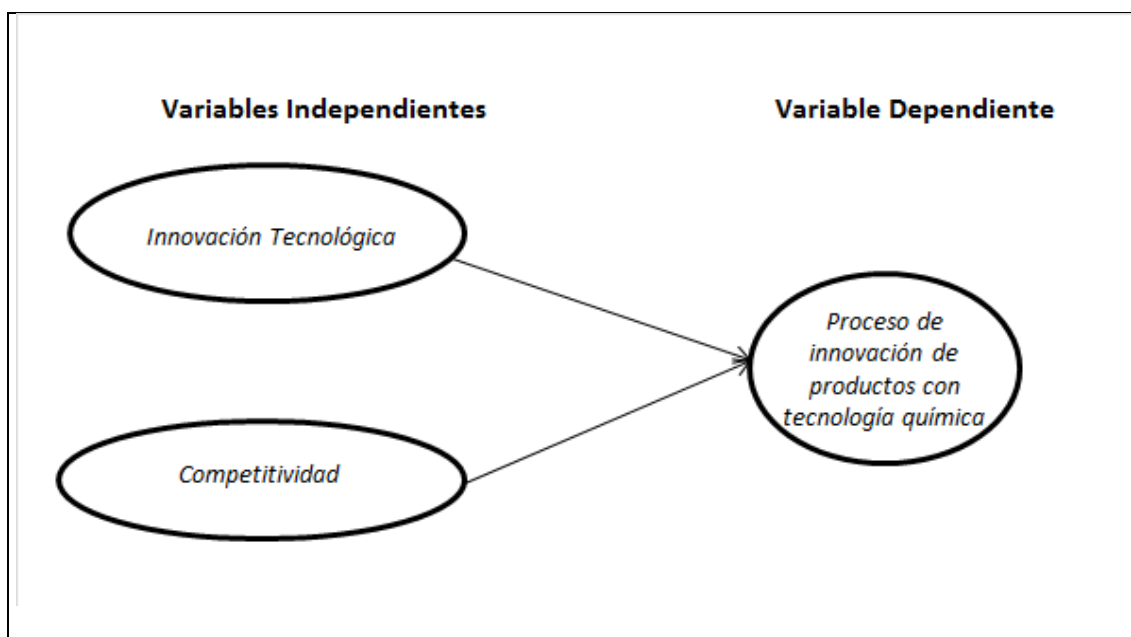 Variables Independientes
Variable Dependiente
Innovación Tecnológica
Proceso de
innovación de
productos con
tecnología química
Competitividad